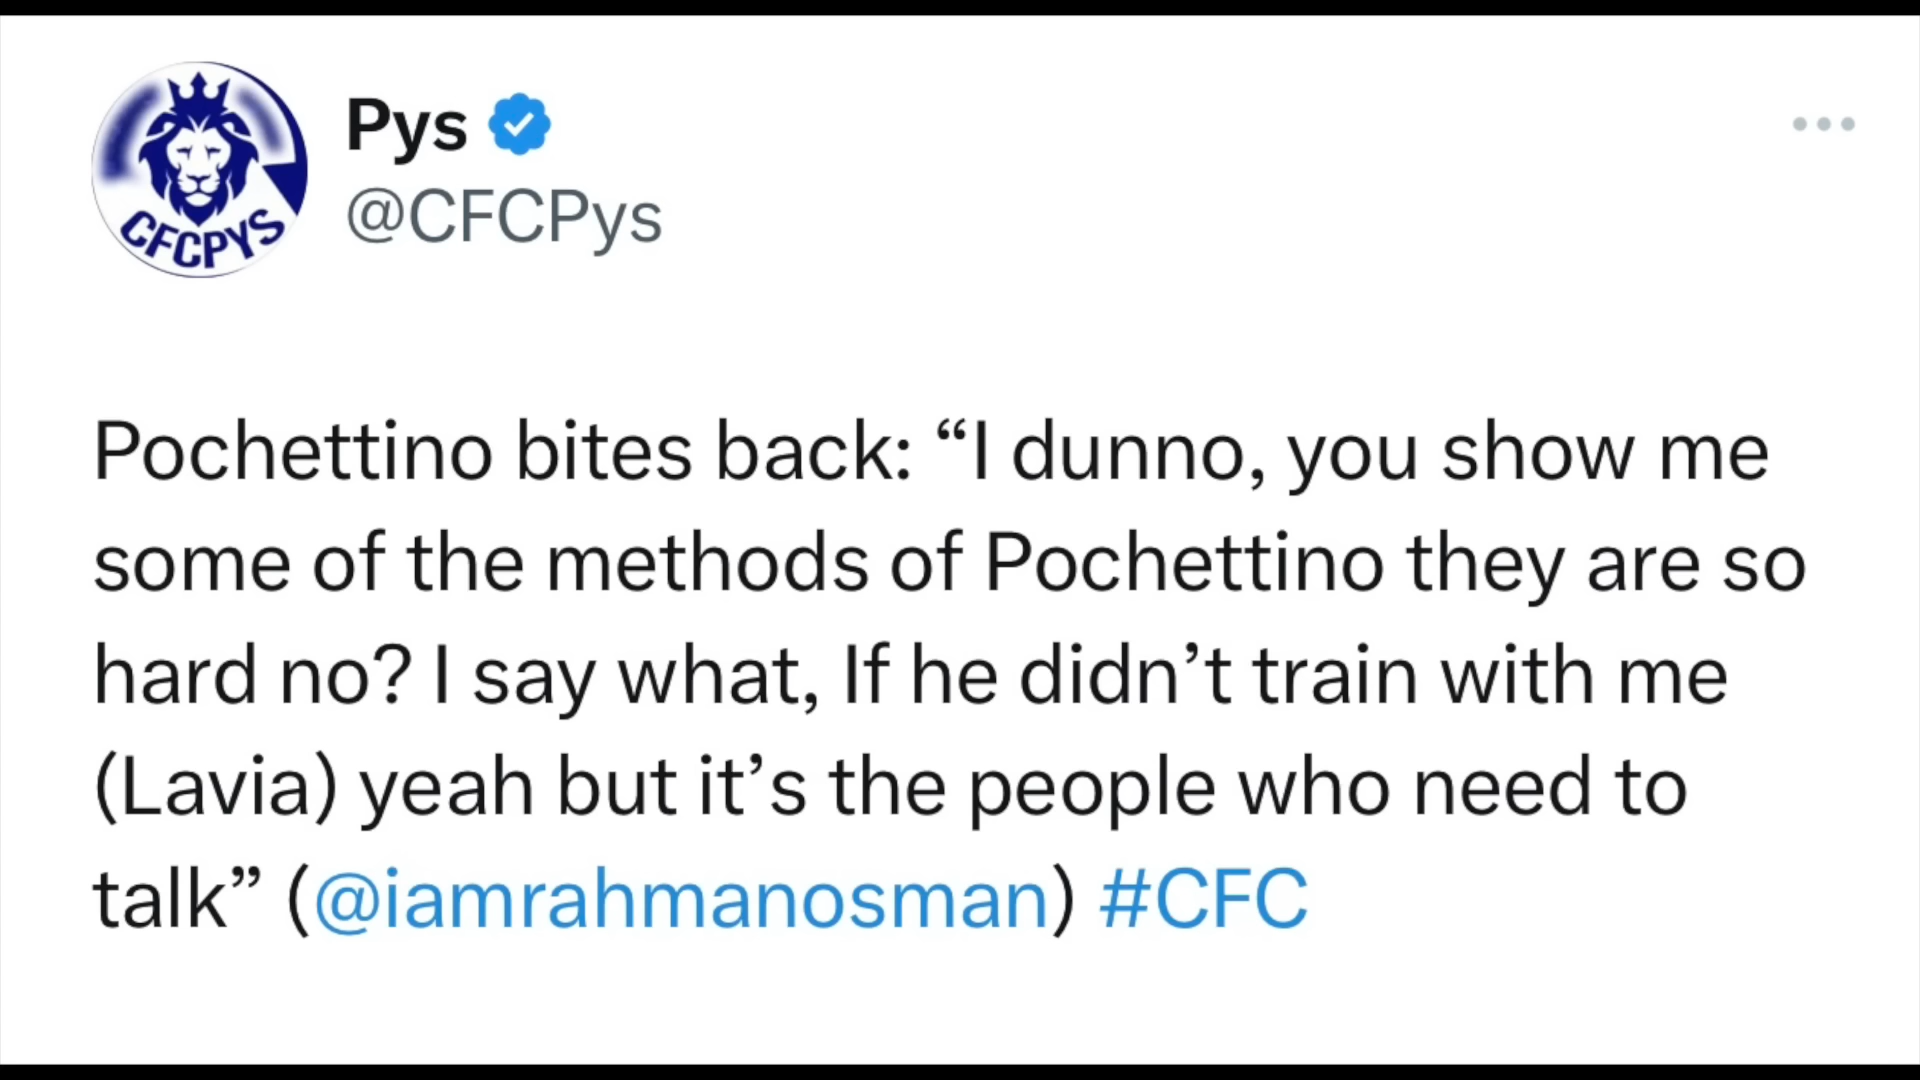 CFCPYS
Pys
@CFCPys
Pochettino bites back: “I dunno, you show me
some of the methods of Pochettino they are so
hard no? I say what, If he didn’t train with me
(Lavia) yeah but it’s the people who need to
talk” (@iamrahmanosman) #CFC